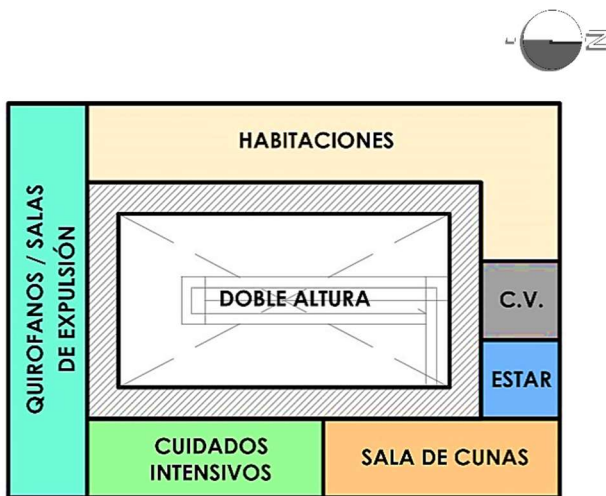 N
HABITACIONES
QUIROFANOS / SALAS
DE EXPULSIÓN
DOBLE ALTURA
C.V.
ESTAR
CUIDADOS
INTENSIVOS
SALA DE CUNAS